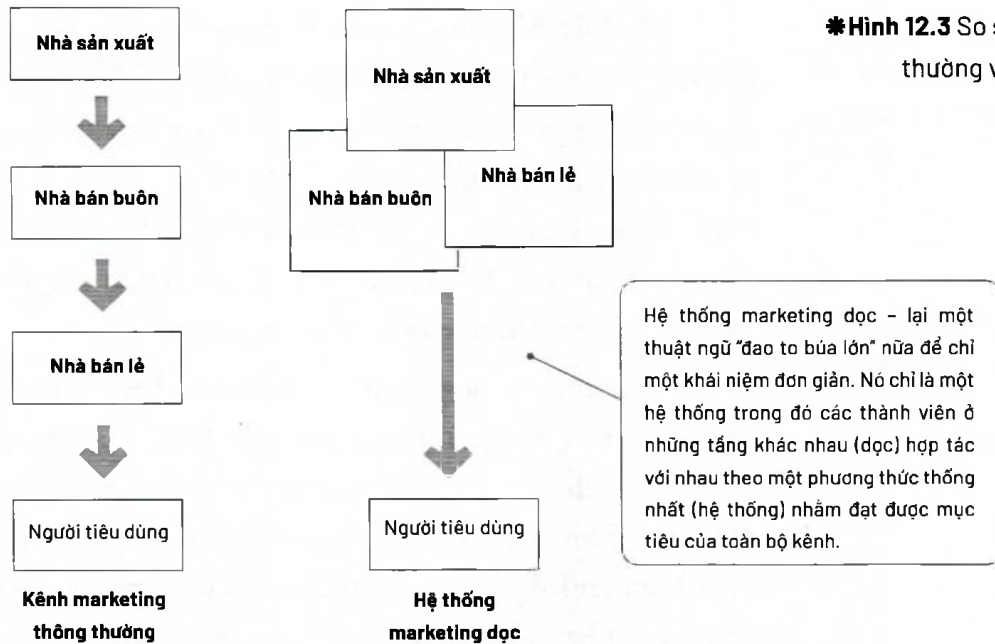 Nhà sản xuất
Nhà bán buôn
Nhà bán lẻ
Người tiêu dùng
Kênh marketing
thông thường
Nhà sản xuất
Nhà bán buôn
Nhà bán lẻ
Người tiêu dùng
Hệ thống
marketing dọc
✱Hình 12.3 So
thường
Hệ thống marketing dọc – lại một
thuật ngữ "đao to búa lớn" nữa để chỉ
một khái niệm đơn giản. Nó chỉ là một
hệ thống trong đó các thành viên ở
những tầng khác nhau (dọc) hợp tác
với nhau theo một phương thức thống
nhất (hệ thống) nhằm đạt được mục
tiêu của toàn bộ kênh.